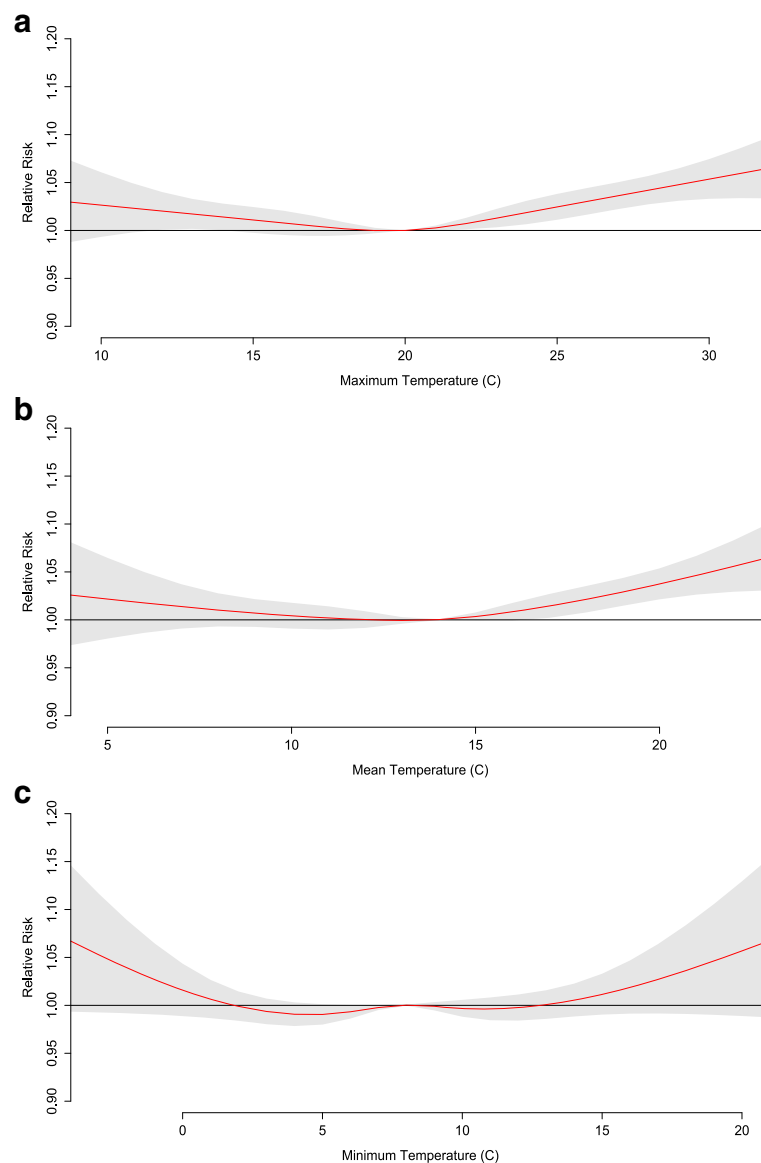 a
1.20
1.15
1.10
1.05
1.00
0.95
0.90
Relative Risk
10 15 20 25 30
Maximum Temperature (C)
b
1.20
1.15
1.10
1.05
1.00
0.95
0.90
Relative Risk
5 10 15 20
Mean Temperature (C)
c
1.20
1.15
1.10
1.05
1.00
0.95
0.90
Relative Risk
0 5 10 15 20
Minimum Temperature (C)